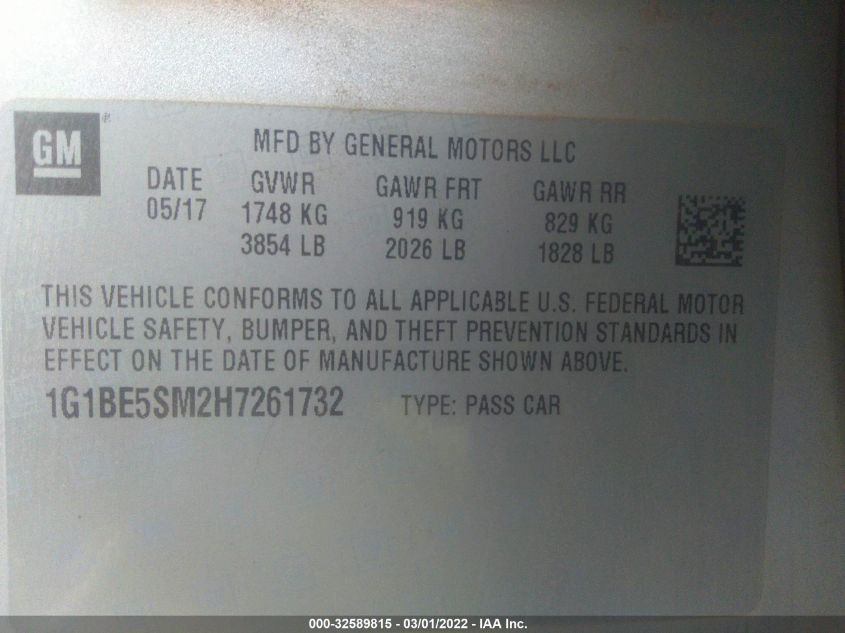 GM ®
MFD BY GENERAL MOTORS LLC
DATE GVWR GAWR FRT GAWR RR
05/17 1748 KG 919 KG 829 KG
3854 LB 2026 LB 1828 LB
THIS VEHICLE CONFORMS TO ALL APPLICABLE U.S. FEDERAL MOTOR
VEHICLE SAFETY, BUMPER, AND THEFT PREVENTION STANDARDS IN
EFFECT ON THE DATE OF MANUFACTURE SHOWN ABOVE.
1G1BE5SM2H7261732 TYPE: PASS CAR
000-32589815 - 03/01/2022 - IAA Inc.